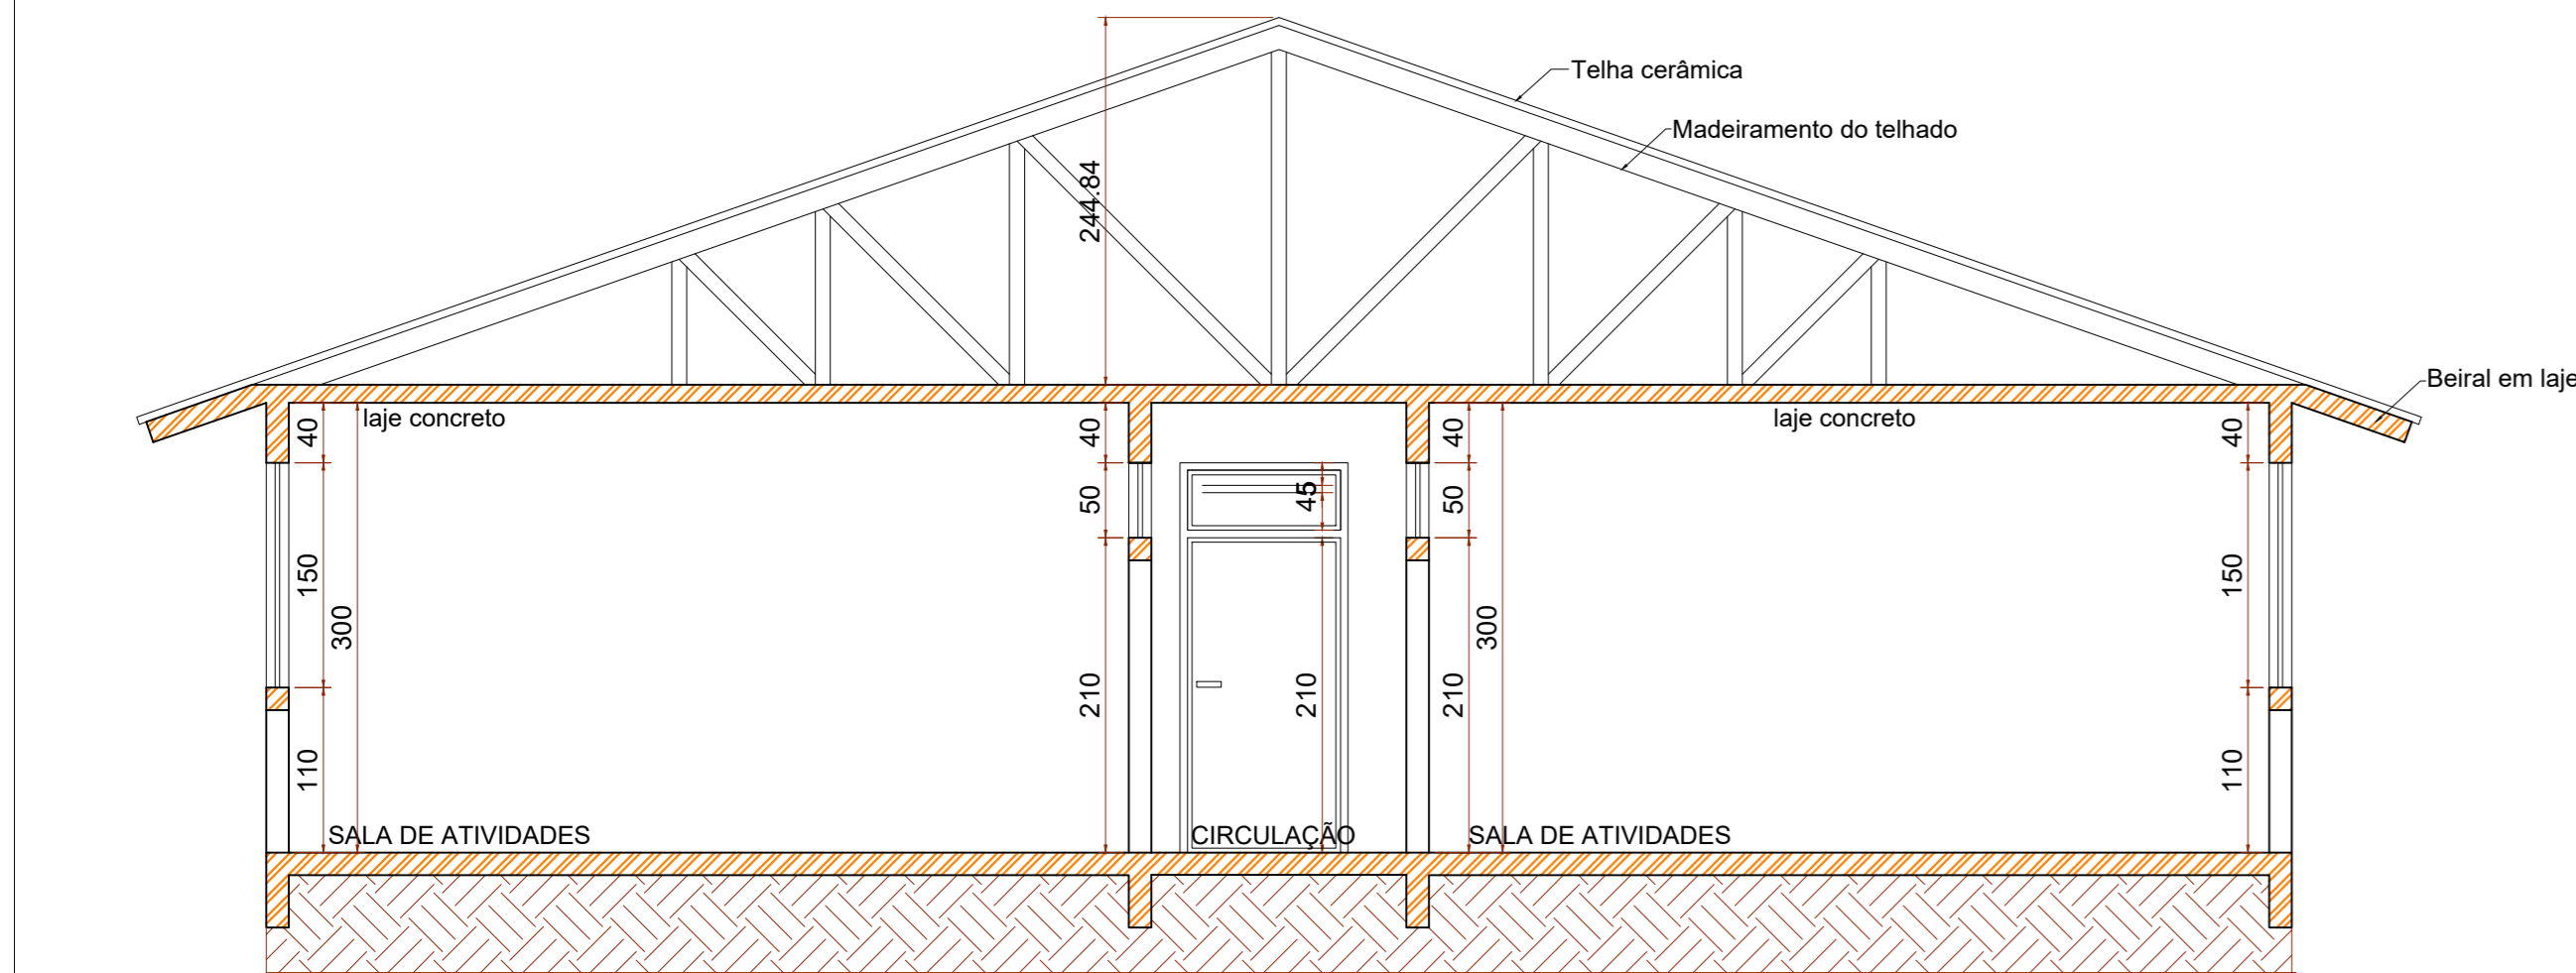 Telha cerâmica
Madeiramento do telhado
244.84
Beiral em laje
laje concreto
laje concreto
40
40
40
40
50
45
50
150
150
300
300
210
210
210
110
110
SALA DE ATIVIDADES
CIRCULAÇÃO
SALA DE ATIVIDADES